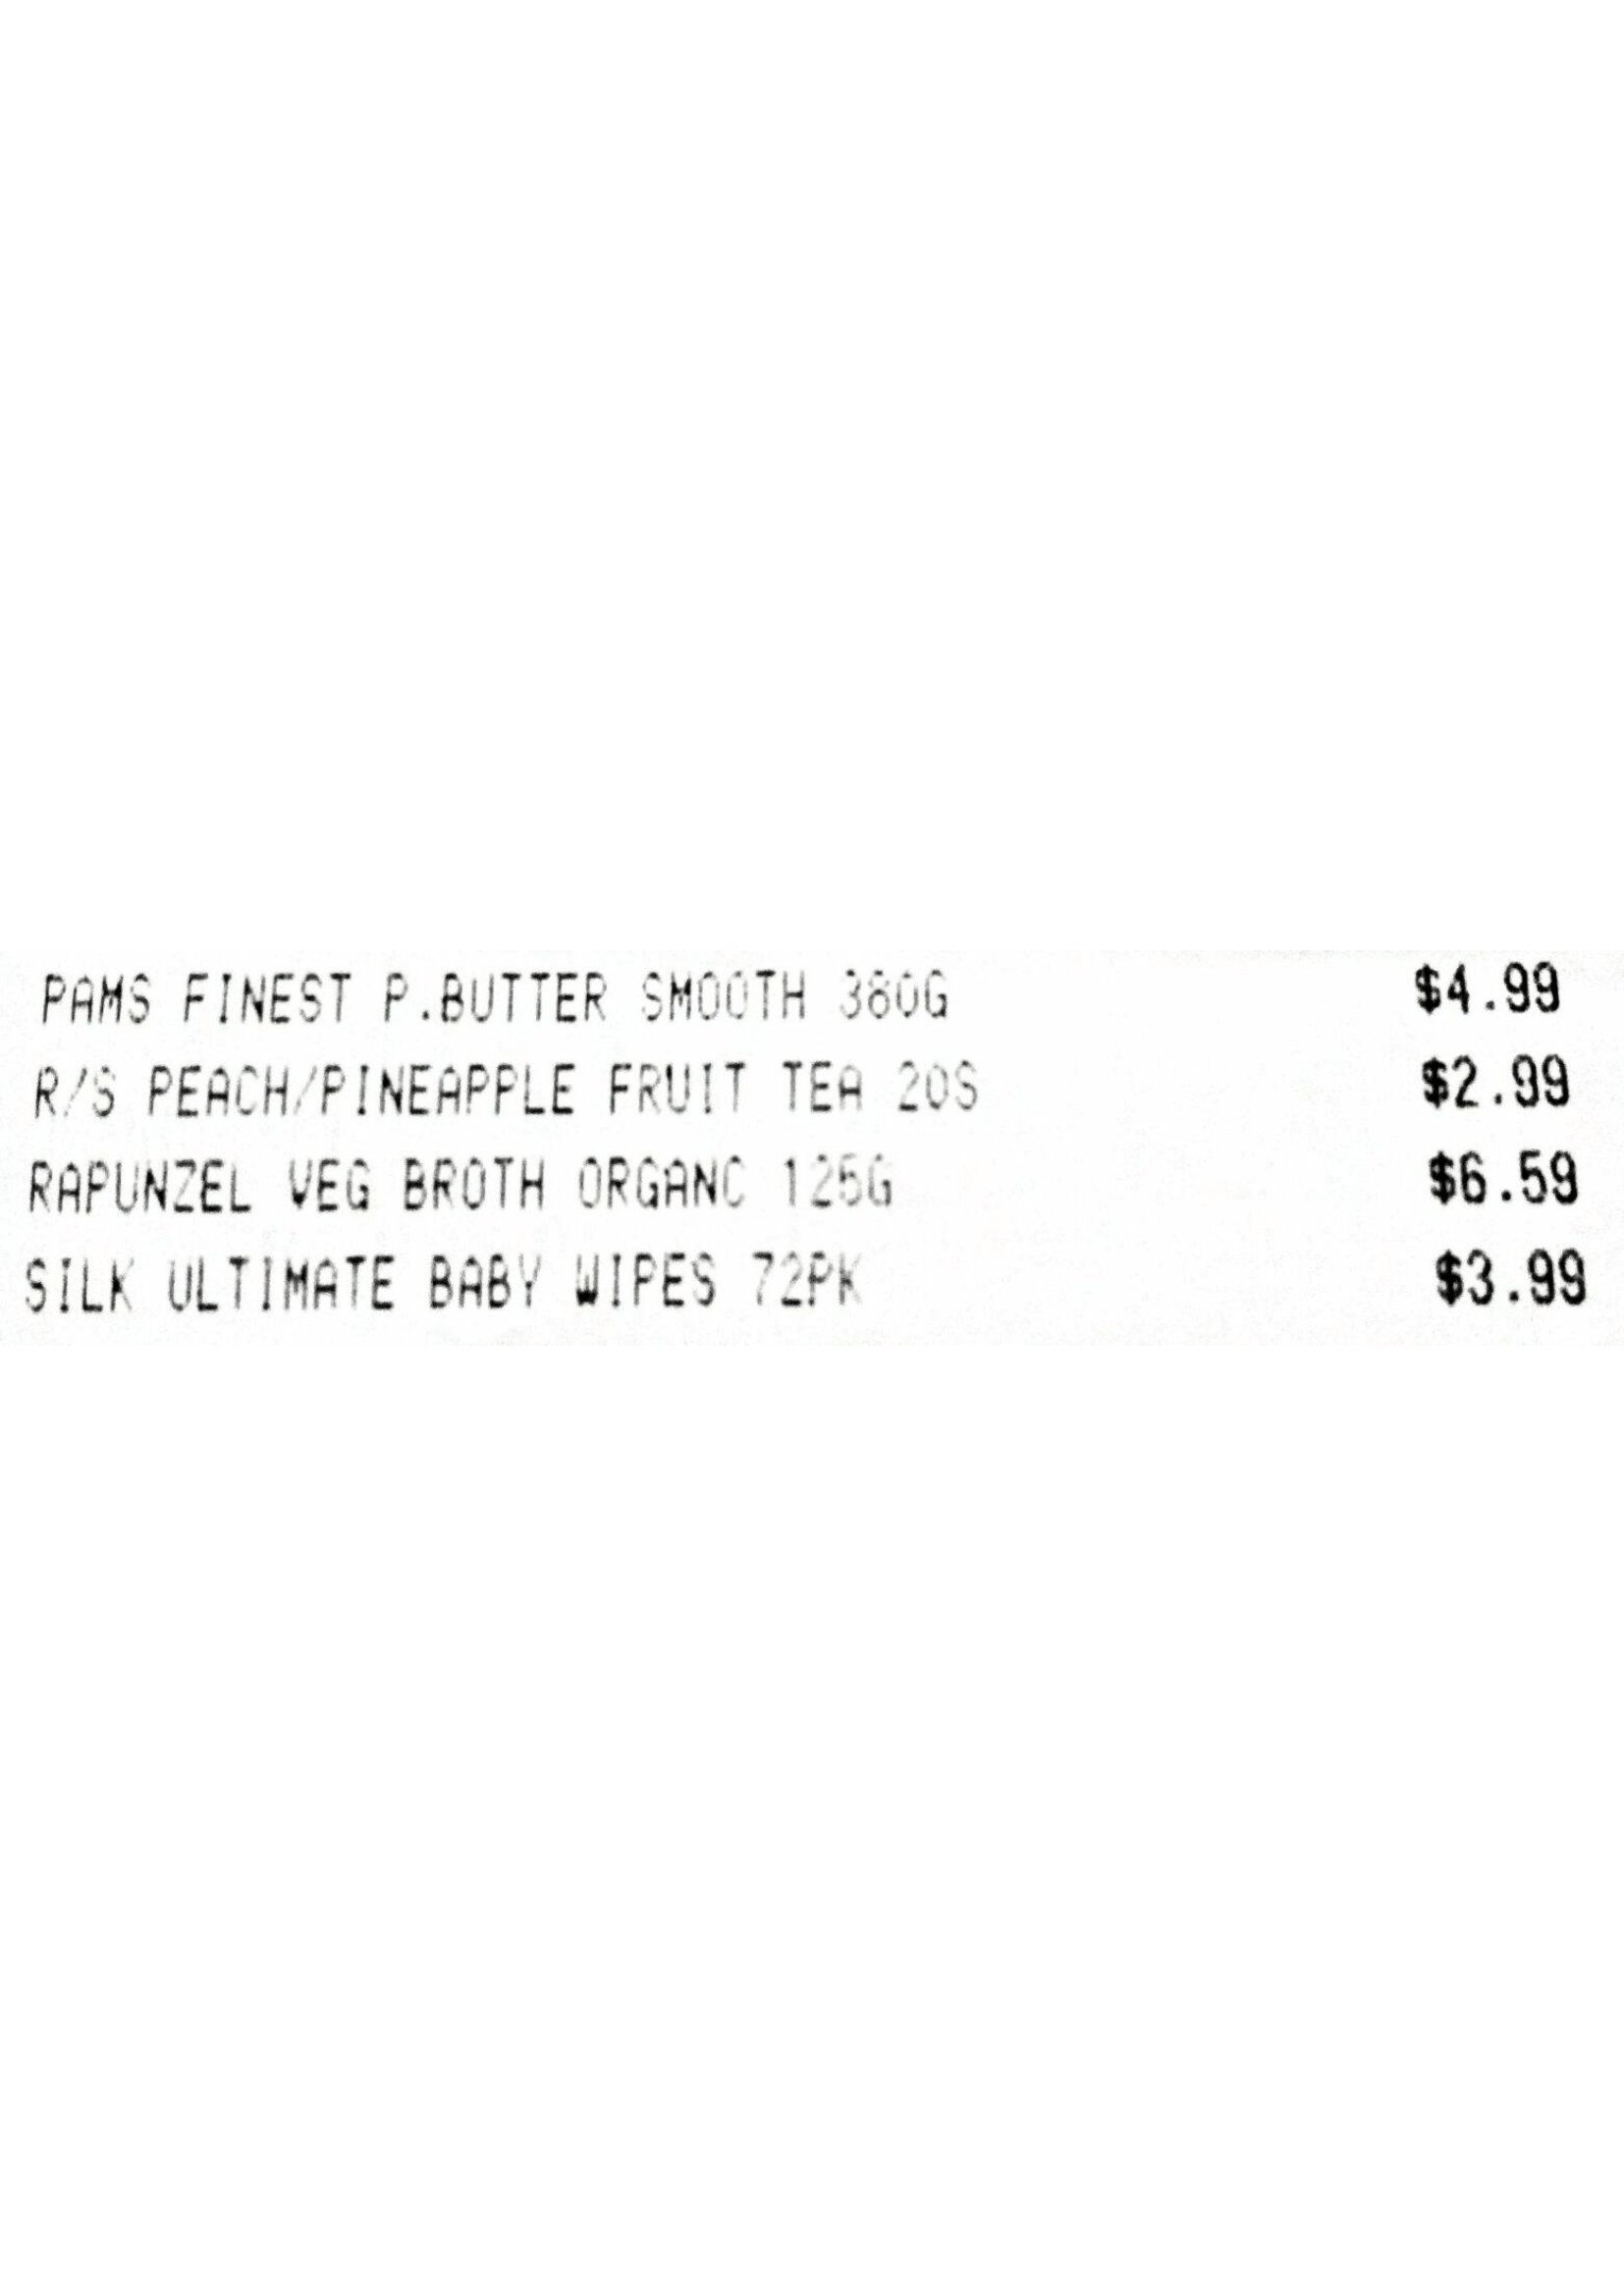 PAMS FINEST P.BUTTER SMOOTH 380G $4.99
R/S PEACH/PINEAPPLE FRUIT TEA 20S $2.99
RAPUNZEL VEG BROTH ORGANC 125G $6.59
SILK ULTIMATE BABY WIPES 72PK $3.99